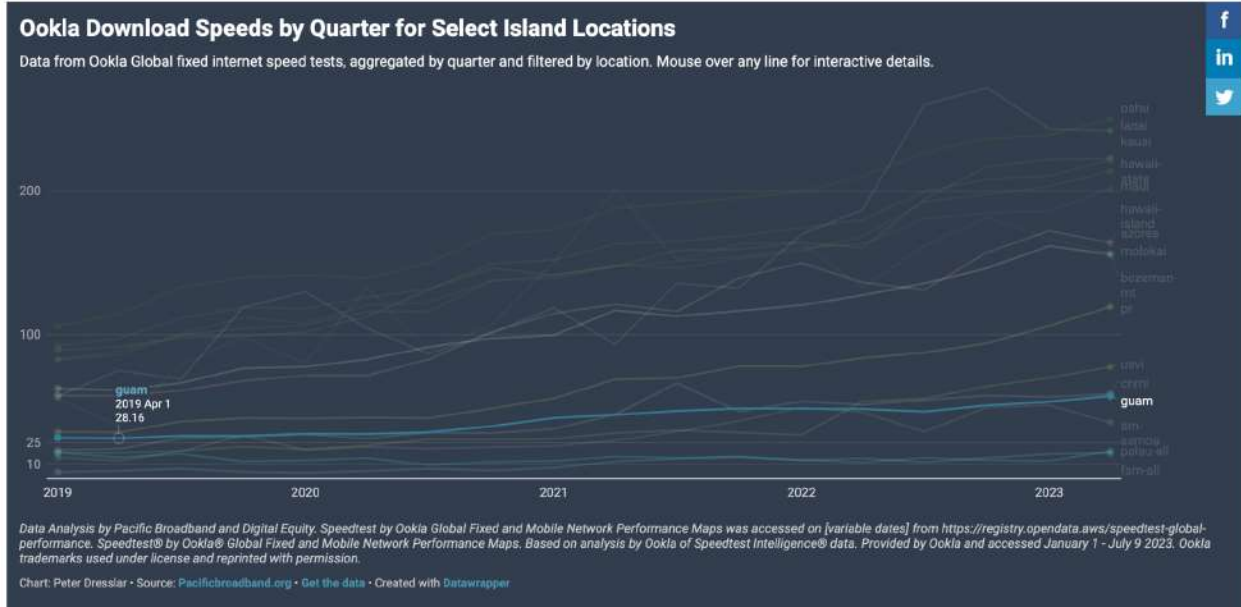 Ookla Download Speeds by Quarter for Select Island Locations
f
Data from Ookla Global fixed internet speed tests, aggregated by quarter and filtered by location. Mouse over any line for interactive details.
in
oahu
lanai
kauai
hawaii-
state
maui
200
hawaii-
island
azores
molokai
bozeman-
mt
pr
100
usvi
cnmi
guam
2019 Apr 1
28.16
guam
am-
samoa
25
palau-all
10
fsm-all
2019
2020
2021
2022
2023
Data Analysis by Pacific Broadband and Digital Equity. Speedtest by Ookla Global Fixed and Mobile Network Performance Maps was accessed on [variable dates] from https://registry.opendata.aws/speedtest-global-
performance. Speedtest® by Ookla® Global Fixed and Mobile Network Performance Maps. Based on analysis by Ookla of Speedtest Intelligence® data. Provided by Ookla and accessed January 1 - July 9 2023. Ookla
trademarks used under license and reprinted with permission.
Chart: Peter Dresslar • Source: Pacificbroadband.org • Get the data • Created with Datawrapper